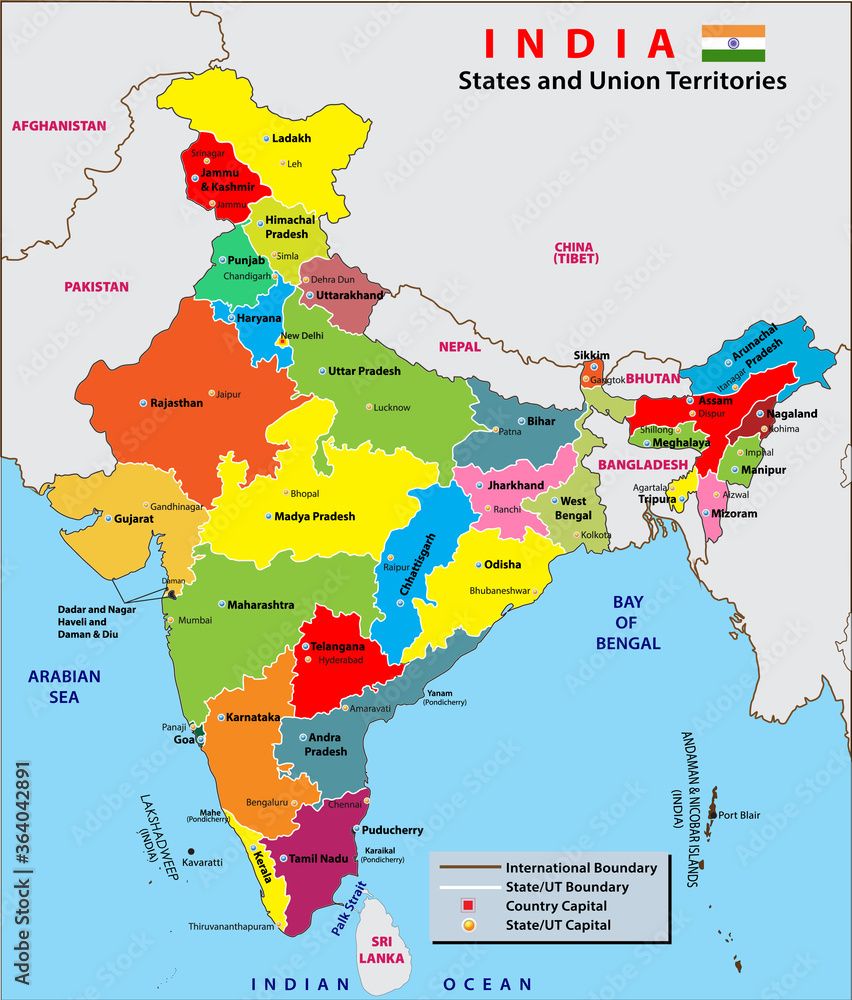 INDIA
States and Union Territories
AFGHANISTAN
Ladakh
Leh
Srinagar
Jammu
& Kashmir
Jammu
Himachal
Pradesh
Simla
CHINA
(TIBET)
PAKISTAN
Punjab
Chandigarh
Dehra Dun
Uttarakhand
Haryana
New Delhi
NEPAL
Uttar Pradesh
Lucknow
Rajasthan
Jaipur
Sikkim
Gangtok
BHUTAN
Arunachal
Pradesh
Itanagar
Assam
Dispur
Nagaland
Kohima
Shillong
Meghalaya
Imphal
Manipur
BANGLADESH
Agartala
Tripura
Aizwal
Mizoram
Bihar
Patna
Jharkhand
Ranchi
West
Bengal
Kolkota
Gujarat
Gandhinagar
Bhopal
Madya Pradesh
Chhattisgarh
Raipur
Odisha
Bhubaneshwar
Daman
Dadar and Nagar
Haveli and
Daman & Diu
Maharashtra
Mumbai
BAY
OF
BENGAL
ARABIAN
SEA
Telangana
Hyderabad
Yanam
(Pondicherry)
Amaravati
Karnataka
Panaji
Goa
Andra
Pradesh
Bengaluru
Chennai
Mahe
(Pondicherry)
Puducherry
Karaikal
(Pondicherry)
LAKSHADWEEP
(INDIA)
Kavaratti
Kerala
Tamil Nadu
Thiruvananthapuram
Palk Strait
SRI
LANKA
ANDAMAN & NICOBAR ISLANDS
(INDIA)
Port Blair
International Boundary
State/UT Boundary
Country Capital
State/UT Capital
INDIAN OCEAN
Adobe Stock | #364042891
Adobe Stock